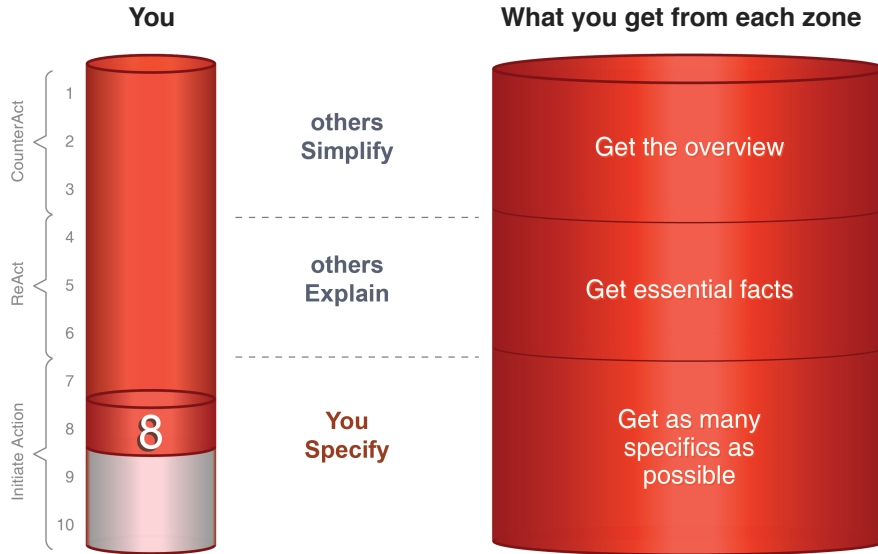 You
What you get from each zone
CounterAct
1
2
3
others
Simplify
Get the overview
ReAct
4
5
6
others
Explain
Get essential facts
Initiate Action
7
8
9
10
8
You
Specify
Get as many
specifics as
possible